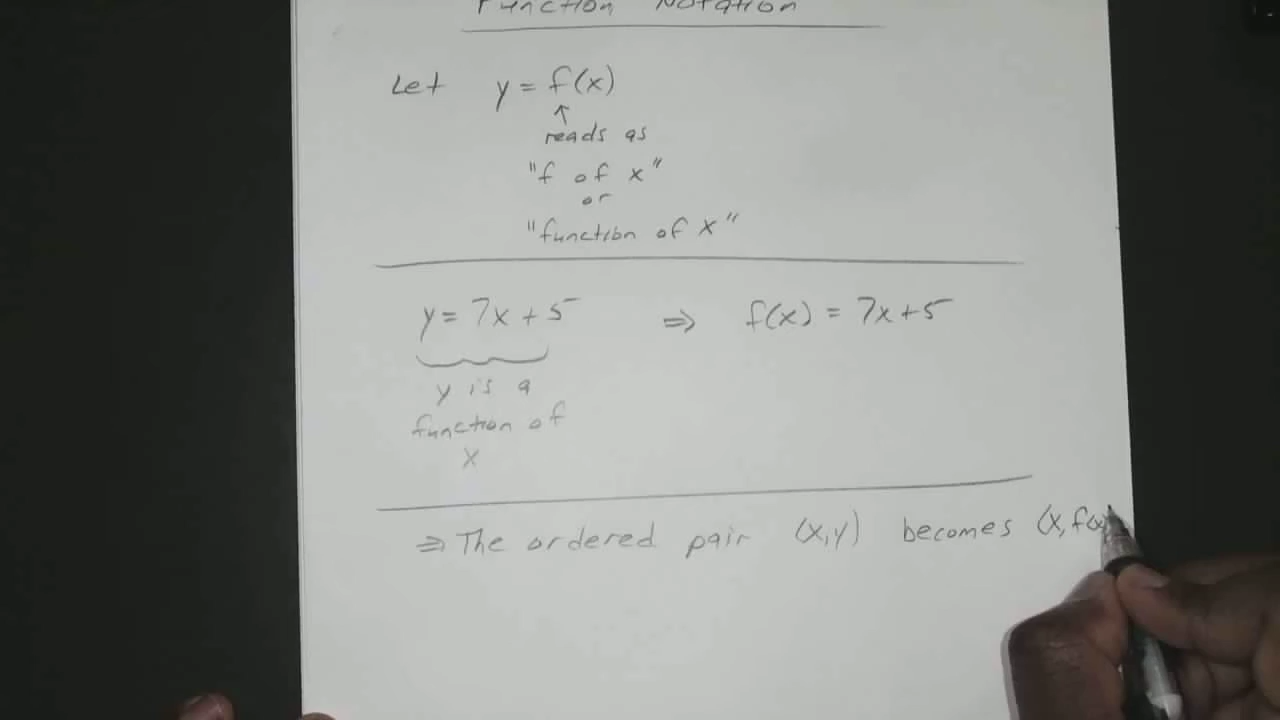 Function Notation
Let y = f(x)
↑
reads as
"f of x"
or
"function of x"
y = 7x + 5 ⇒ f(x) = 7x + 5
y is a
function of
x
⇒ The ordered pair (x, y) becomes (x, f(x)